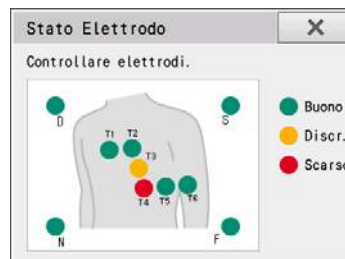 Stato Elettrodo
Controllare elettrodi.
D
S
T1 T2
T3
T4 T5 T6
N
F
Buono
Discr.
Scarso